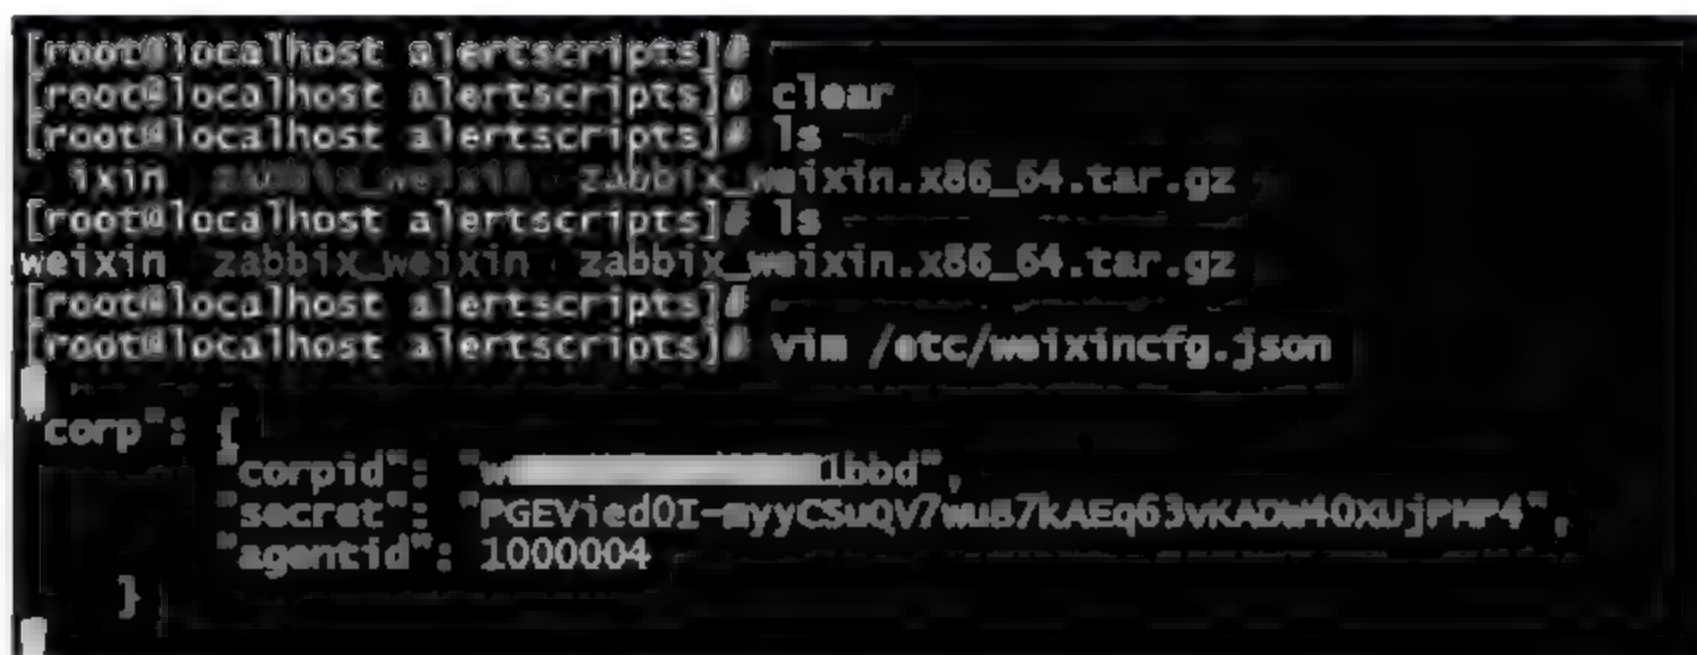 [root@localhost alertscripts]#
[root@localhost alertscripts]# clear
[root@localhost alertscripts]# ls
ixin zabbix_weixin zabbix_weixin.x86_64.tar.gz
[root@localhost alertscripts]# ls
weixin zabbix_weixin zabbix_weixin.x86_64.tar.gz
[root@localhost alertscripts]#
[root@localhost alertscripts]# vim /etc/weixincfg.json
"corp": {
"corpid": "w 1bbd",
"secret":
"agentid": 1000004
}